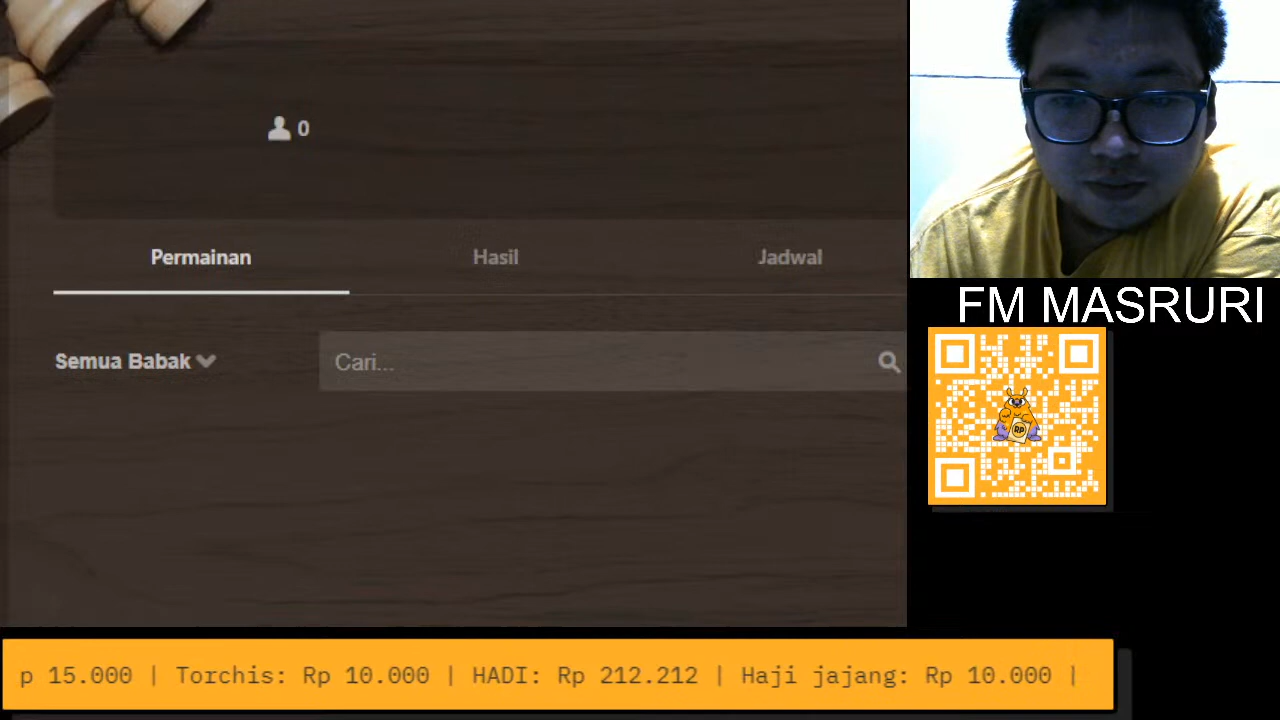 0
Permainan Hasil Jadwal
Semua Babak Cari...
FM MASRURI
RP
p 15.000 | Torchis: Rp 10.000 | HADI: Rp 212.212 | Haji jajang: Rp 10.000 |